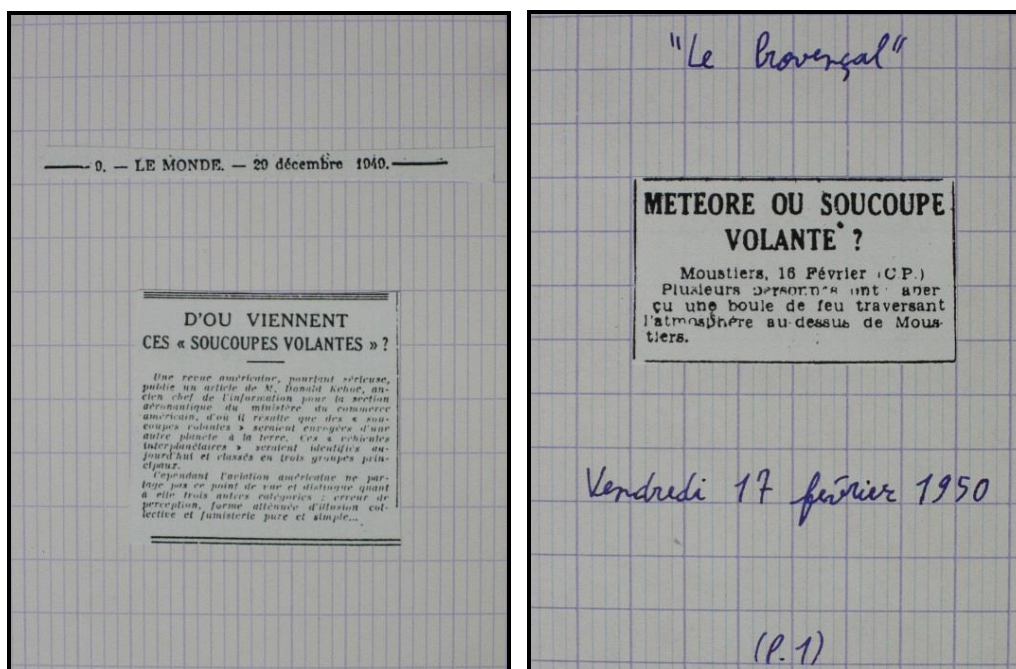 9. — LE MONDE. — 29 décembre 1949.
D'OU VIENNENT
CES « SOUCOUPES VOLANTES » ?
Une revue américaine, pourtant sérieuse,
publie un article de M. Donald Kehoe, an-
cien chef de l'information pour la section
aéronautique du ministère du commerce
américain, d'où il résulte que des « sou-
coupes volantes » seraient envoyées d'une
autre planète à la terre. Ces « véhicules
interplanétaires » seraient identifiés au-
jourd'hui et classés en trois groupes prin-
cipaux.
Cependant l'aviation américaine ne par-
tage pas ce point de vue et distingue quant
à elle trois autres catégories : erreur de
perception, forme atténuée d'illusion col-
lective et fumisterie pure et simple...
"Le Provençal"
METEORE OU SOUCOUPE
VOLANTE ?
Moustiers, 16 Février (C P.)
Plusieurs personnes ont aper
çu une boule de feu traversant
l'atmosphère au-dessus de Mous-
tiers.
Vendredi 17 février 1950
(P. 1)